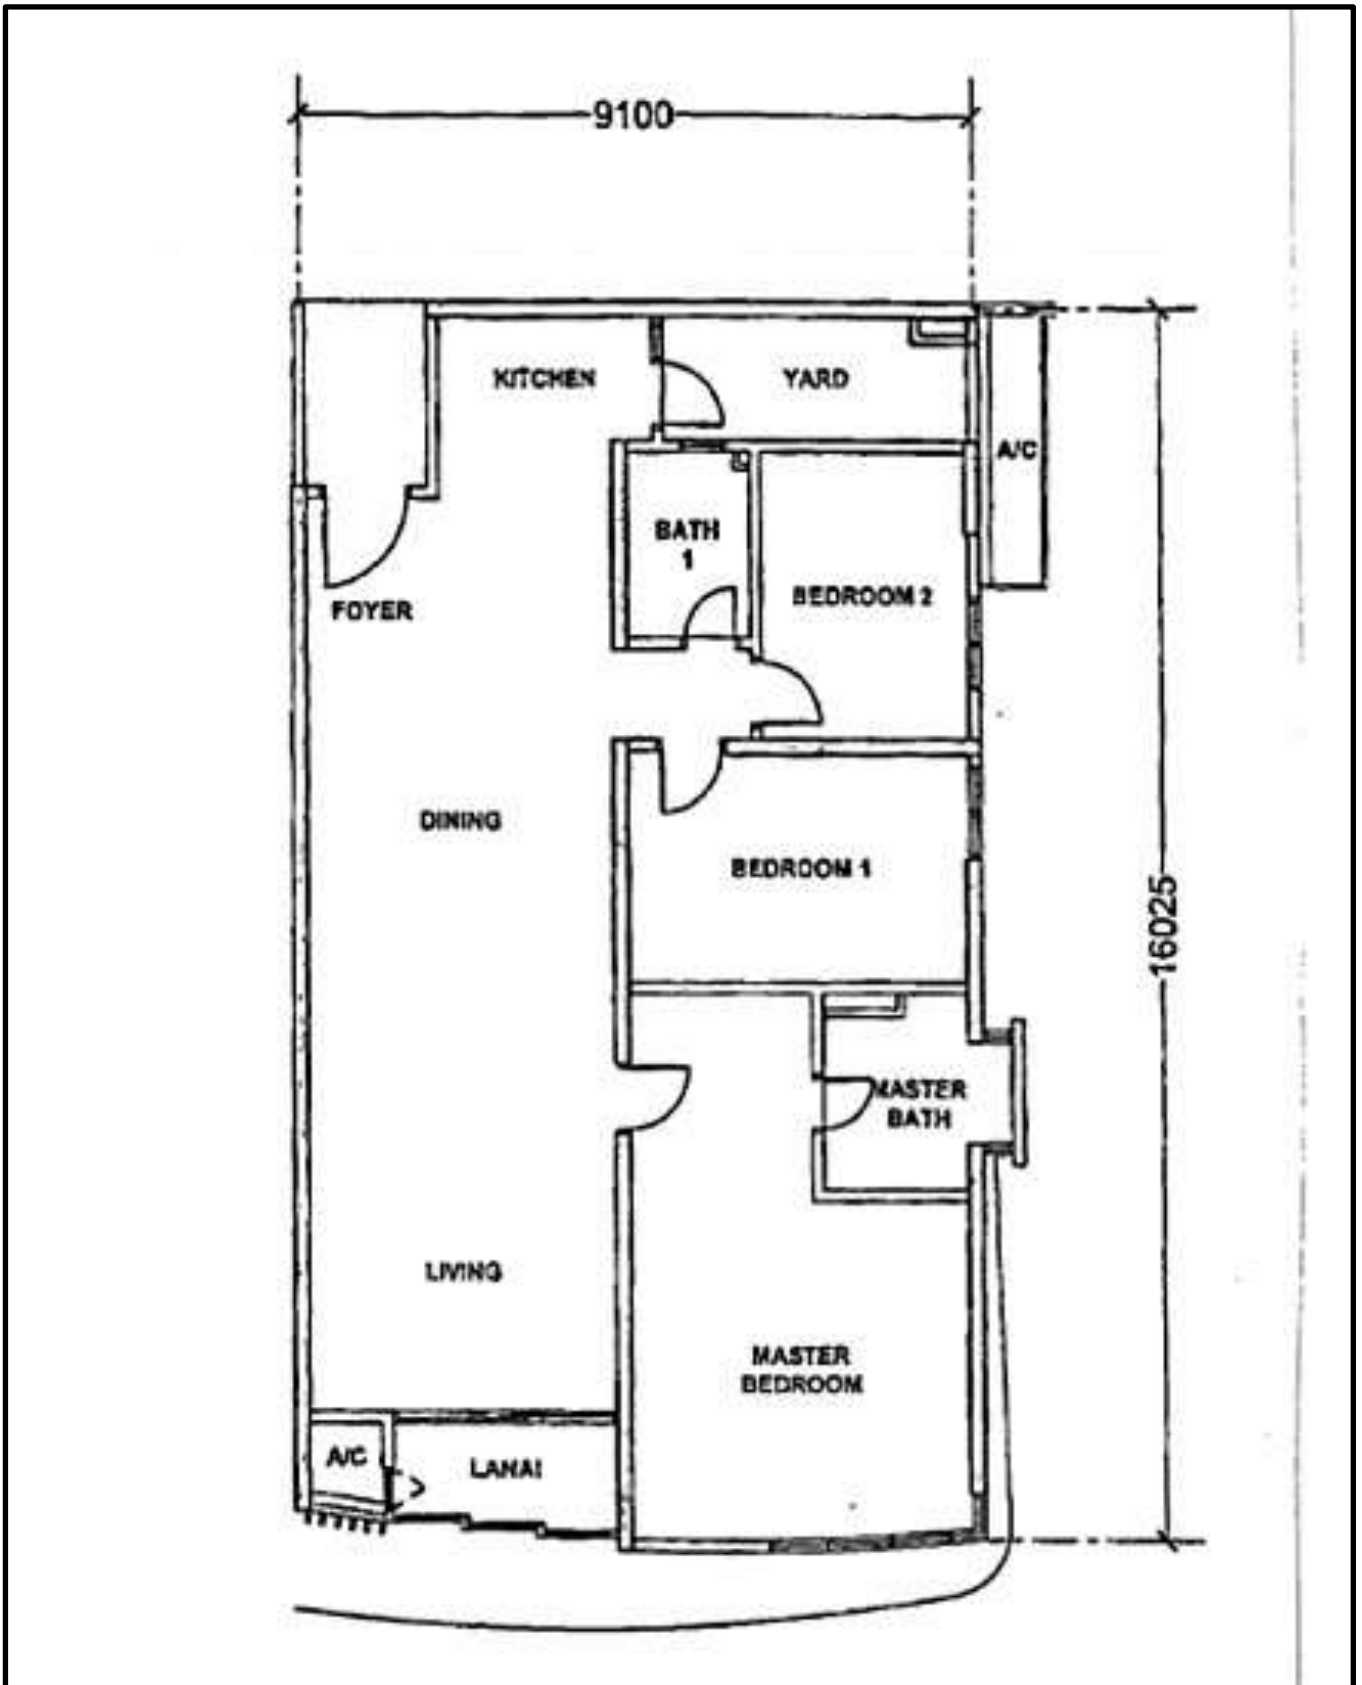 9100
KITCHEN
YARD
A/C
BATH
1
BEDROOM 2
FOYER
DINING
BEDROOM 1
16025
MASTER
BATH
LIVING
MASTER
BEDROOM
A/C
LANAI